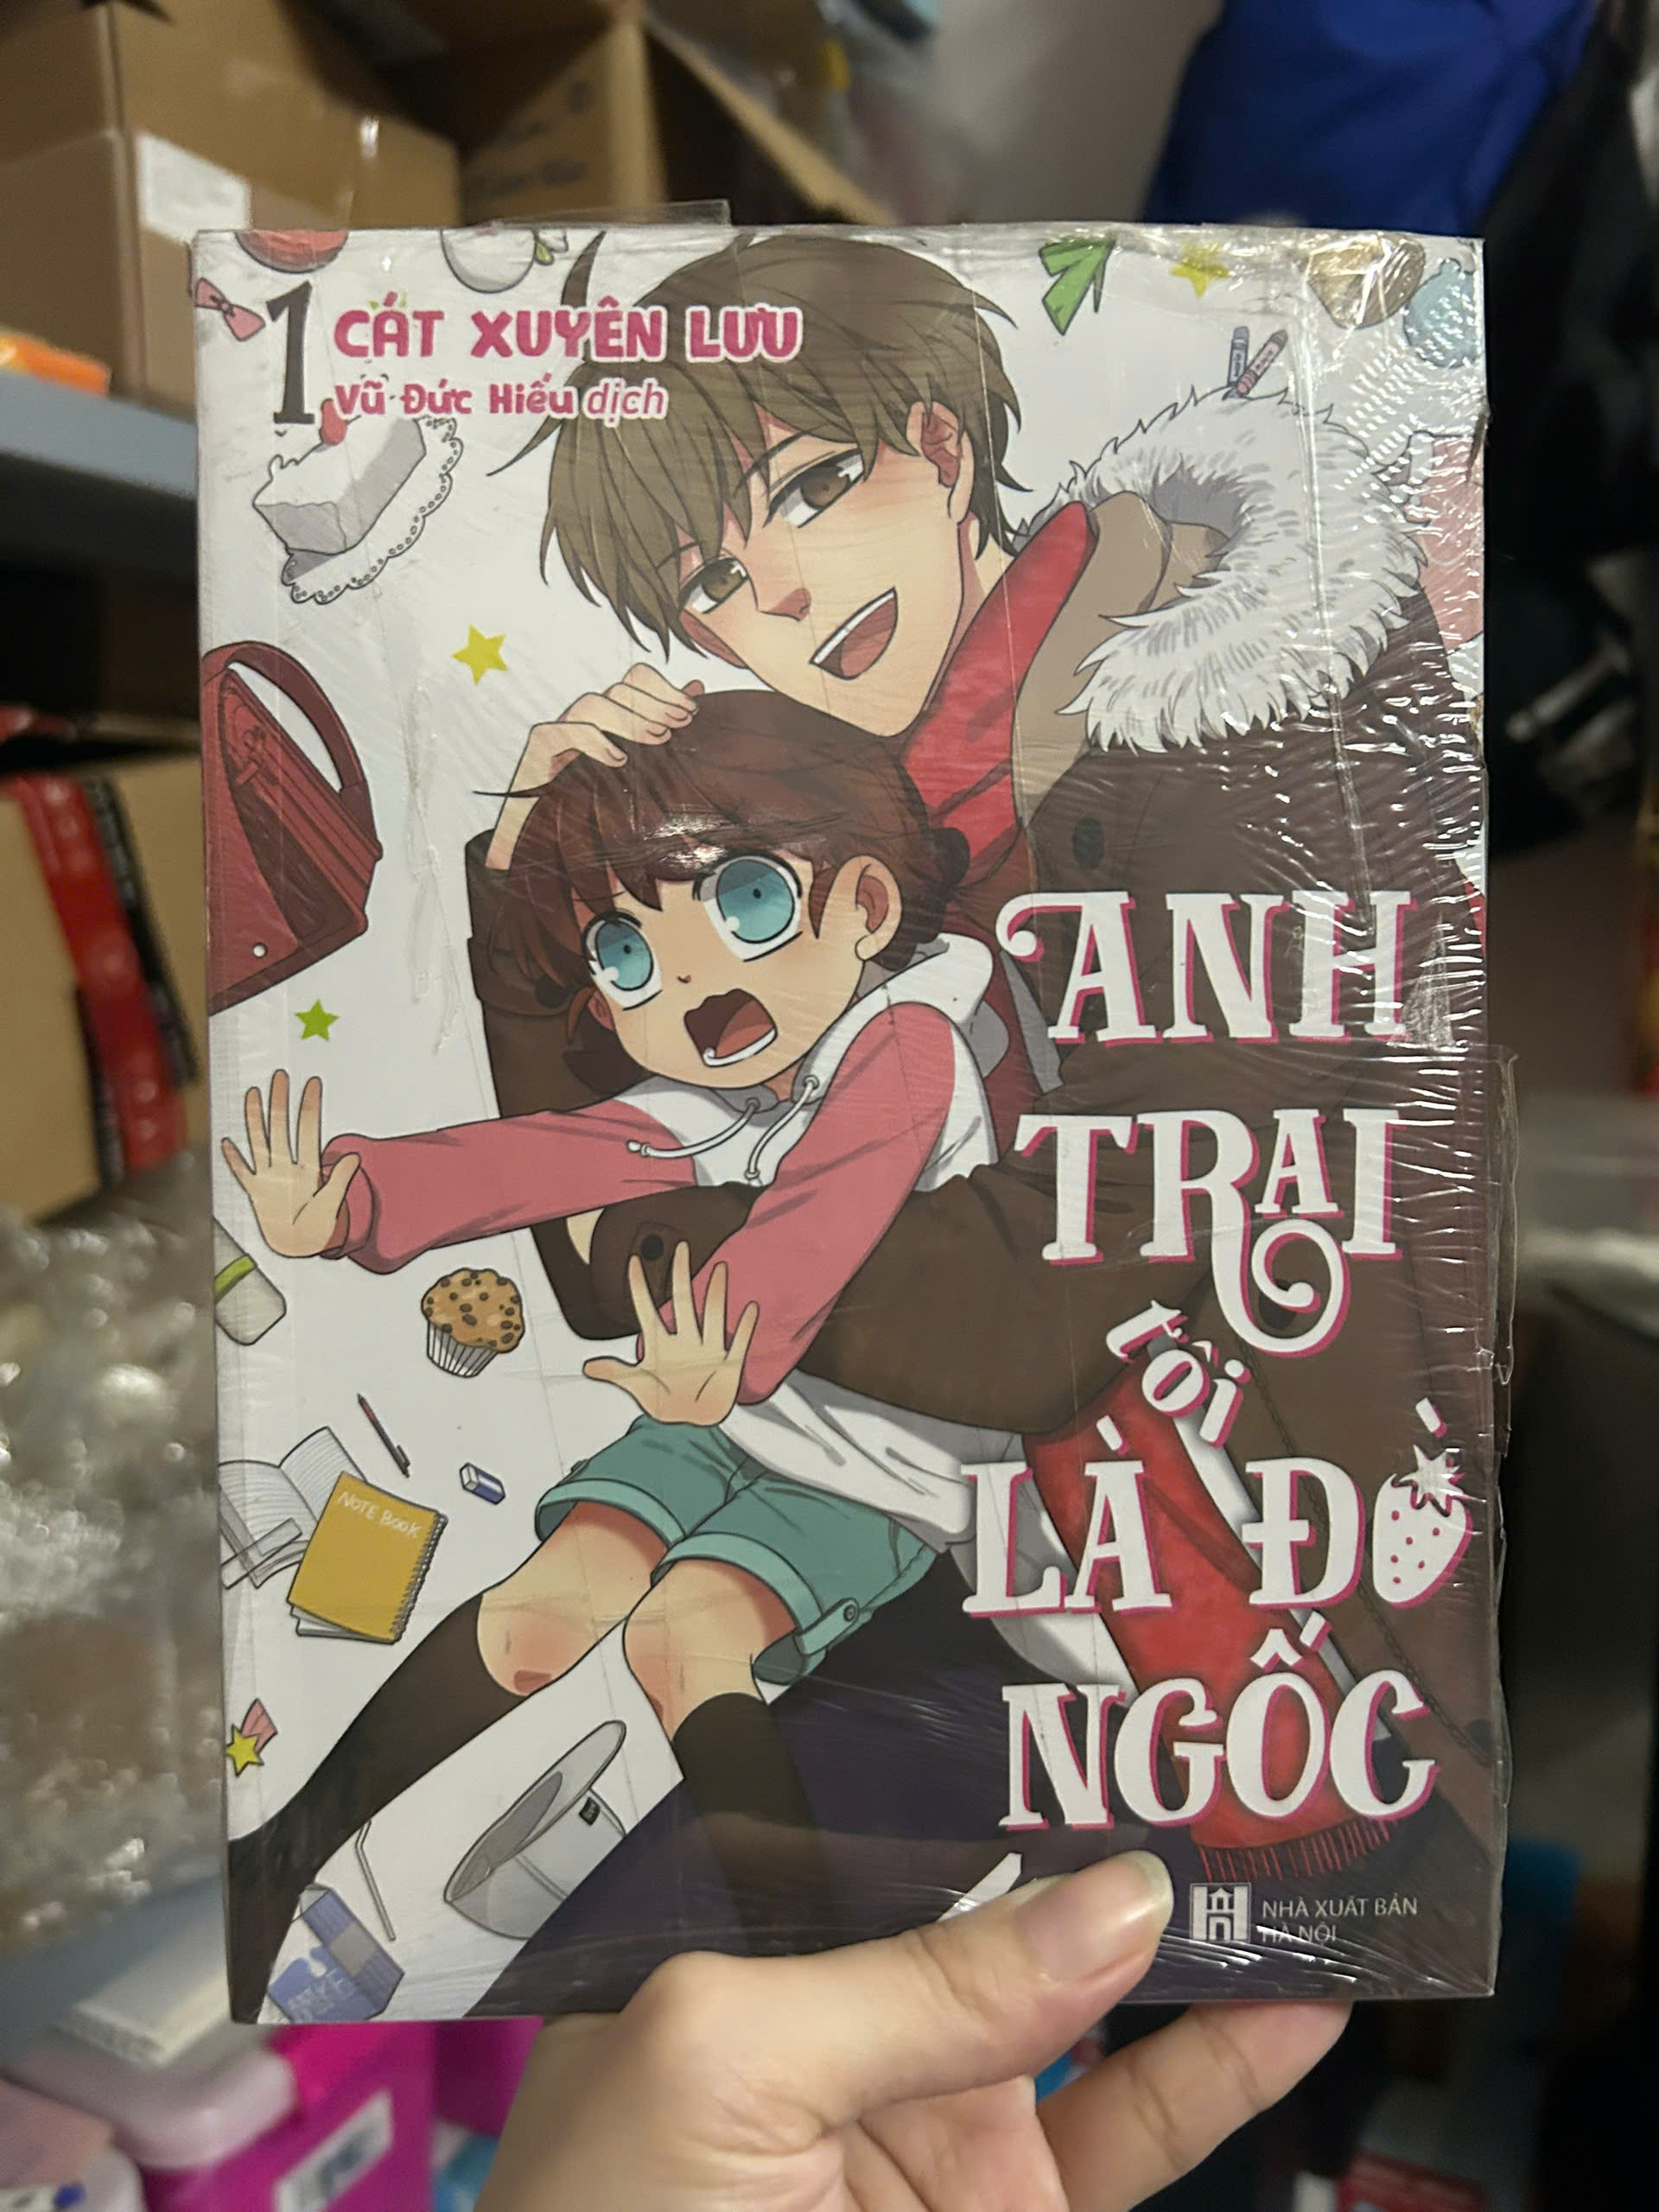 1
CÁT XUYÊN LƯU
Vũ Đức Hiếu dịch
ANH
TRAI
tôi
LÀ ĐỎ
NGỐC
NOTE BOOK
NHÀ XUẤT BẢN
HÀ NỘI